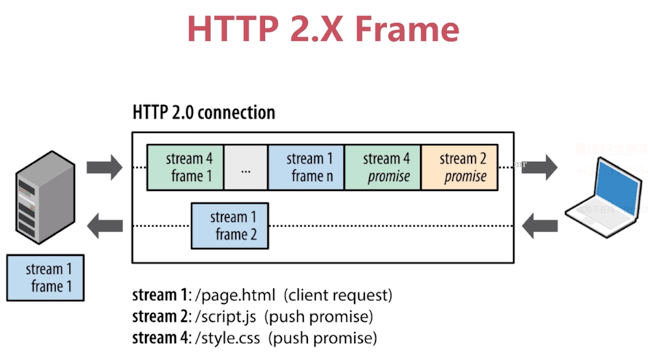 HTTP 2.X Frame
HTTP 2.0 connection
stream 4
frame 1
...
stream 1
frame n
stream 4
promise
stream 2
promise
stream 1
frame 2
stream 1
frame 1
stream 1: /page.html (client request)
stream 2: /script.js (push promise)
stream 4: /style.css (push promise)